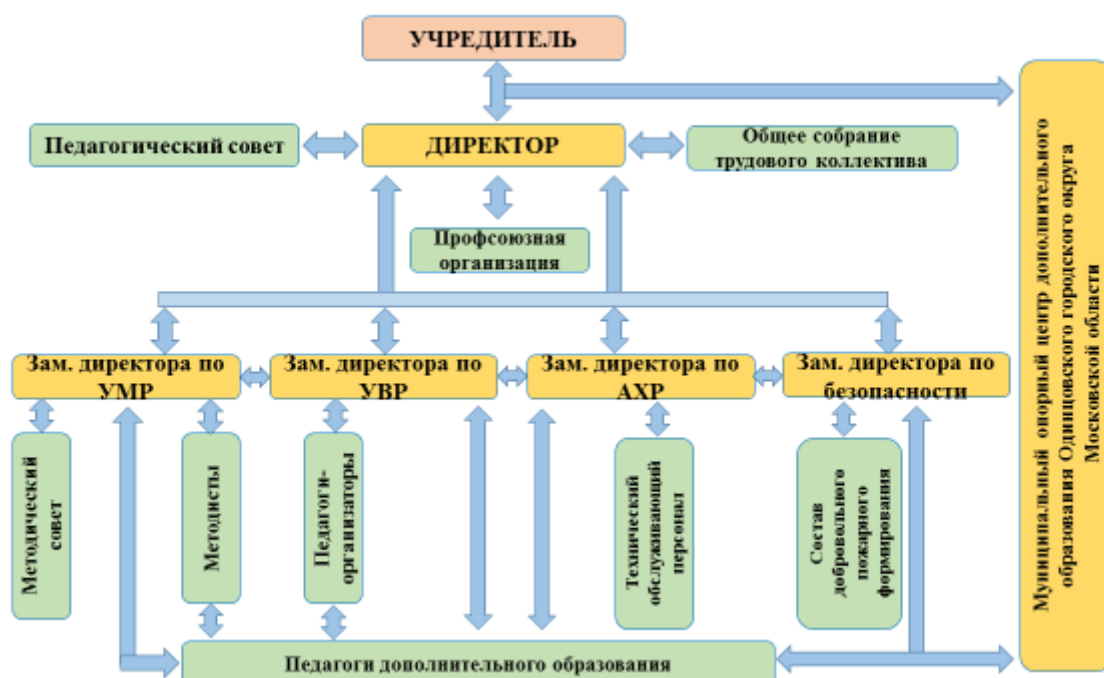 УЧРЕДИТЕЛЬ
Педагогический совет
ДИРЕКТОР
Общее собрание
трудового коллектива
Профсоюзная
организация
Зам. директора по
УМР
Зам. директора по
УВР
Зам. директора по
АХР
Зам. директора по
безопасности
Методический
совет
Методисты
Педагоги-
организаторы
Технический
обслуживающий
персонал
Состав
добровольного
пожарного
формирования
Педагоги дополнительного образования
Муниципальный опорный центр дополнительного
образования Одинцовского городского округа
Московской области